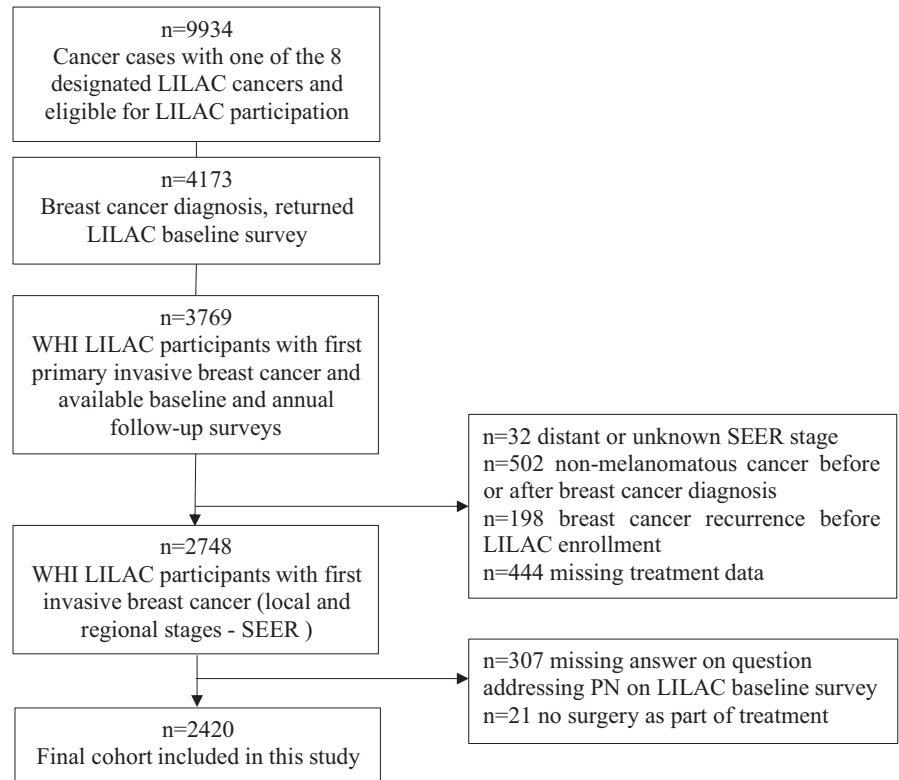 n=9934
Cancer cases with one of the 8
designated LILAC cancers and
eligible for LILAC participation
n=4173
Breast cancer diagnosis, returned
LILAC baseline survey
n=3769
WHI LILAC participants with first
primary invasive breast cancer and
available baseline and annual
follow-up surveys
n=32 distant or unknown SEER stage
n=502 non-melanomatous cancer before
or after breast cancer diagnosis
n=198 breast cancer recurrence before
LILAC enrollment
n=444 missing treatment data
n=2748
WHI LILAC participants with first
invasive breast cancer (local and
regional stages - SEER )
n=307 missing answer on question
addressing PN on LILAC baseline survey
n=21 no surgery as part of treatment
n=2420
Final cohort included in this study